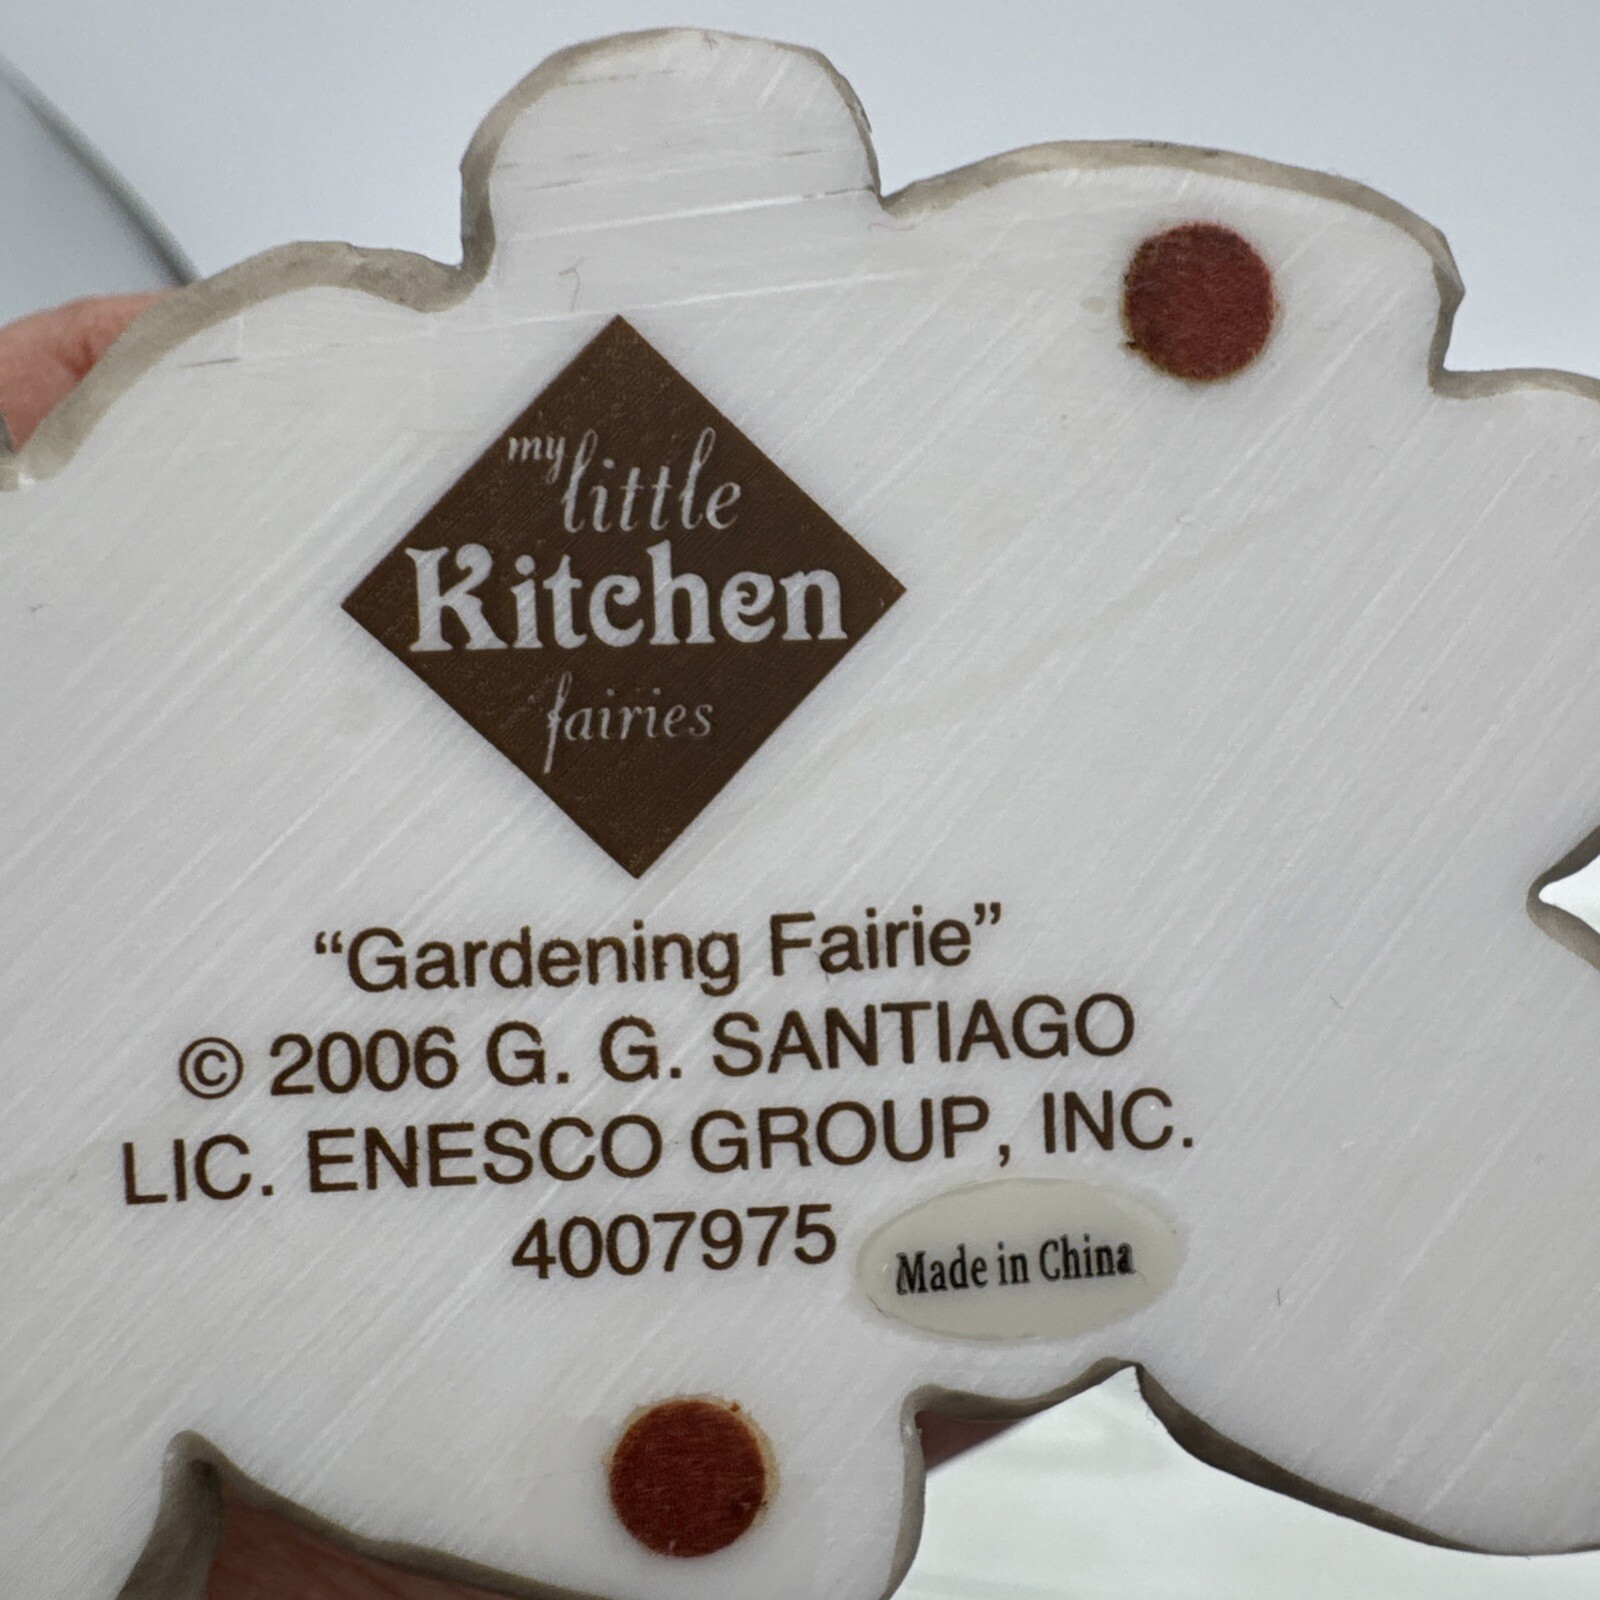 my
little
Kitchen
fairies
“Gardening Fairie”
© 2006 G. G. SANTIAGO
LIC. ENESCO GROUP, INC.
4007975
Made in China